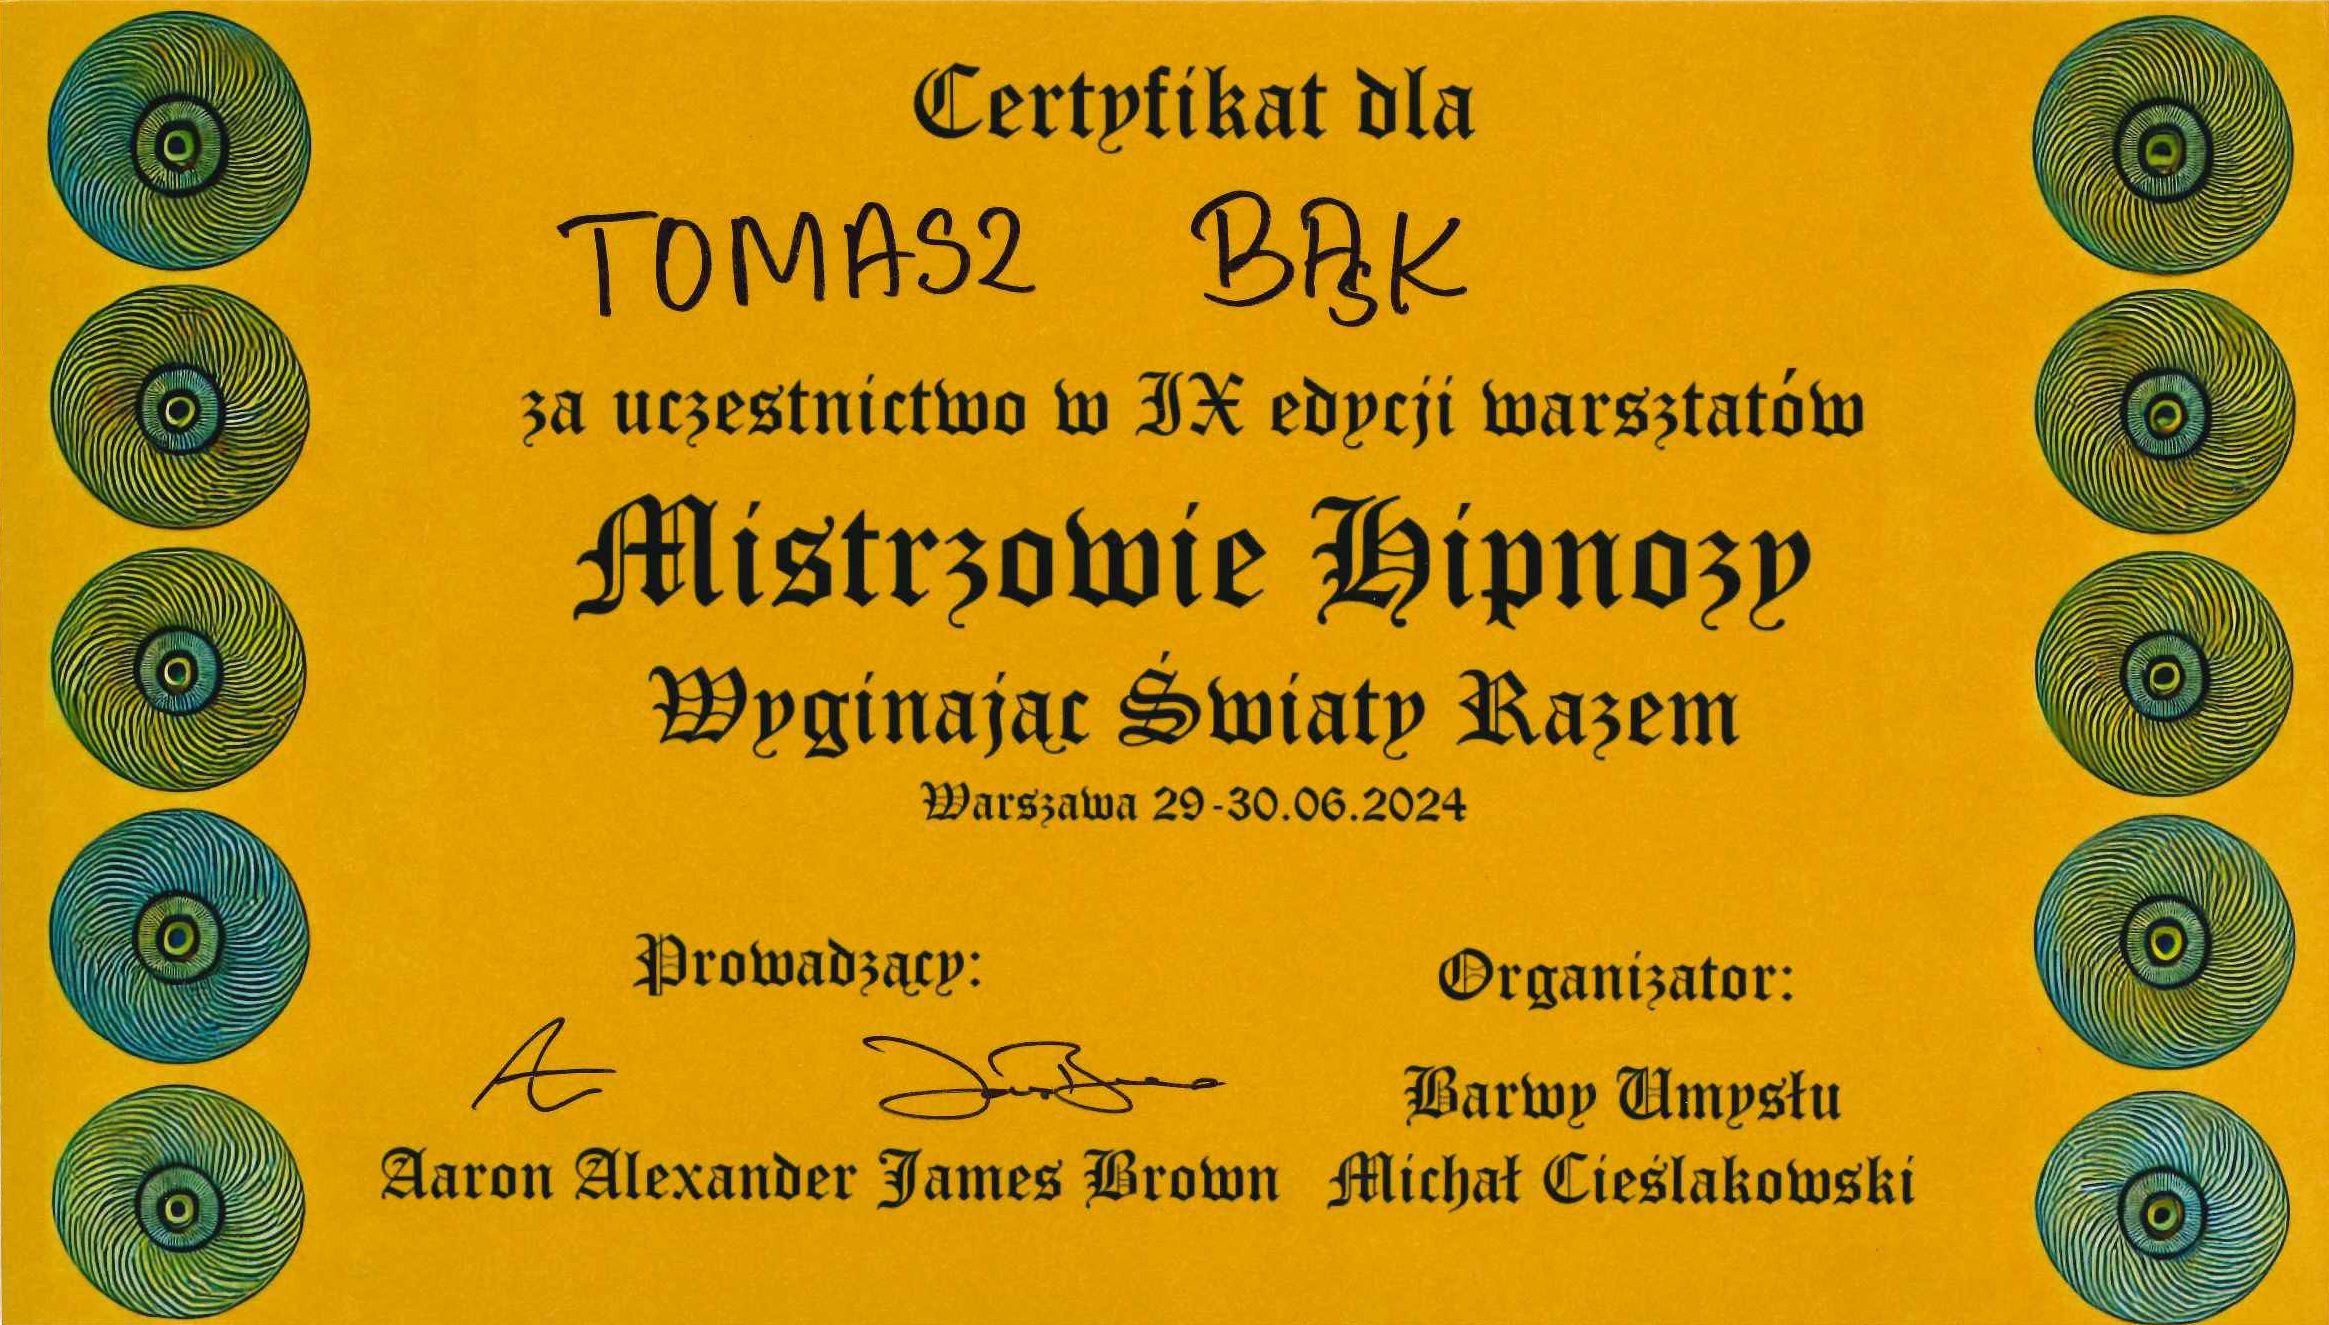 Certyfikat dla
TOMASZ BĄK
za uczestnictwo w IX edycji warsztatów
Mistrzowie Hipnozy
Wyginając Światy Razem
Warszawa 29-30.06.2024
Prowadzący: Organizator:
Barwy Umysłu
Aaron Alexander James Brown Michał Cieślakowski